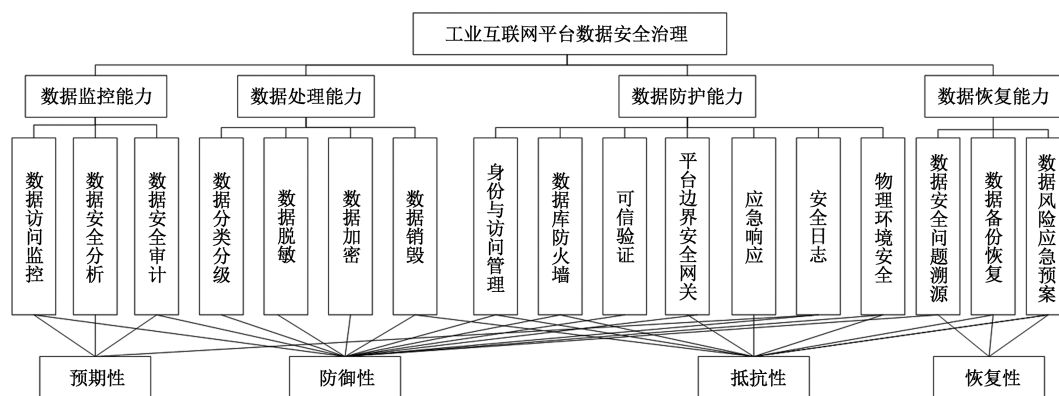 工业互联网平台数据安全治理
数据监控能力
数据处理能力
数据防护能力
数据恢复能力
数据访问监控
数据安全分析
数据安全审计
数据分类分级
数据脱敏
数据加密
数据销毁
身份与访问管理
数据库防火墙
可信验证
平台边界安全网关
应急响应
安全日志
物理环境安全
数据安全问题溯源
数据备份恢复
数据风险应急预案
预期性
防御性
抵抗性
恢复性